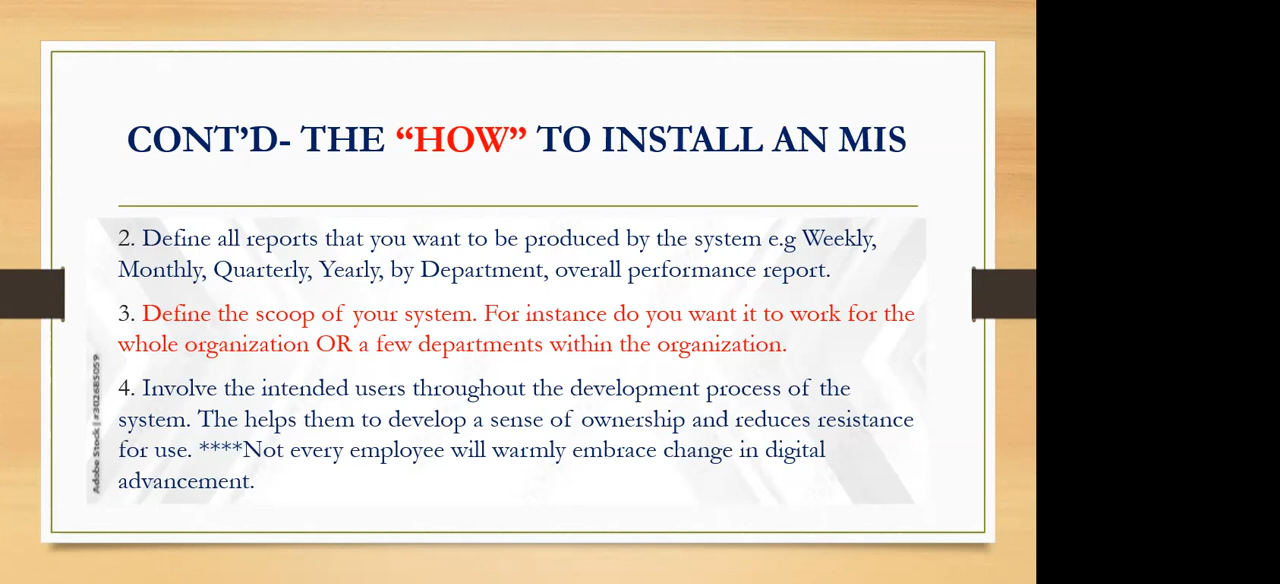 CONT’D- THE “HOW” TO INSTALL AN MIS
2. Define all reports that you want to be produced by the system e.g Weekly,
Monthly, Quarterly, Yearly, by Department, overall performance report.
3. Define the scoop of your system. For instance do you want it to work for the
whole organization OR a few departments within the organization.
4. Involve the intended users throughout the development process of the
system. The helps them to develop a sense of ownership and reduces resistance
for use. ****Not every employee will warmly embrace change in digital
advancement.
Adobe Stock | #302685059